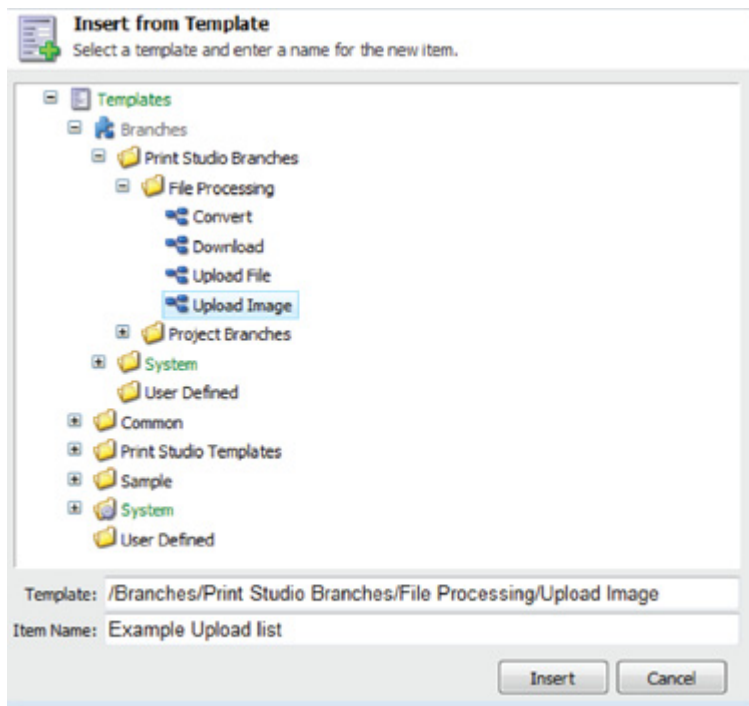 Insert from Template
Select a template and enter a name for the new item.
Templates
Branches
Print Studio Branches
File Processing
Convert
Download
Upload File
Upload Image
Project Branches
System
User Defined
Common
Print Studio Templates
Sample
System
User Defined
Template: /Branches/Print Studio Branches/File Processing/Upload Image
Item Name: Example Upload list
Insert Cancel